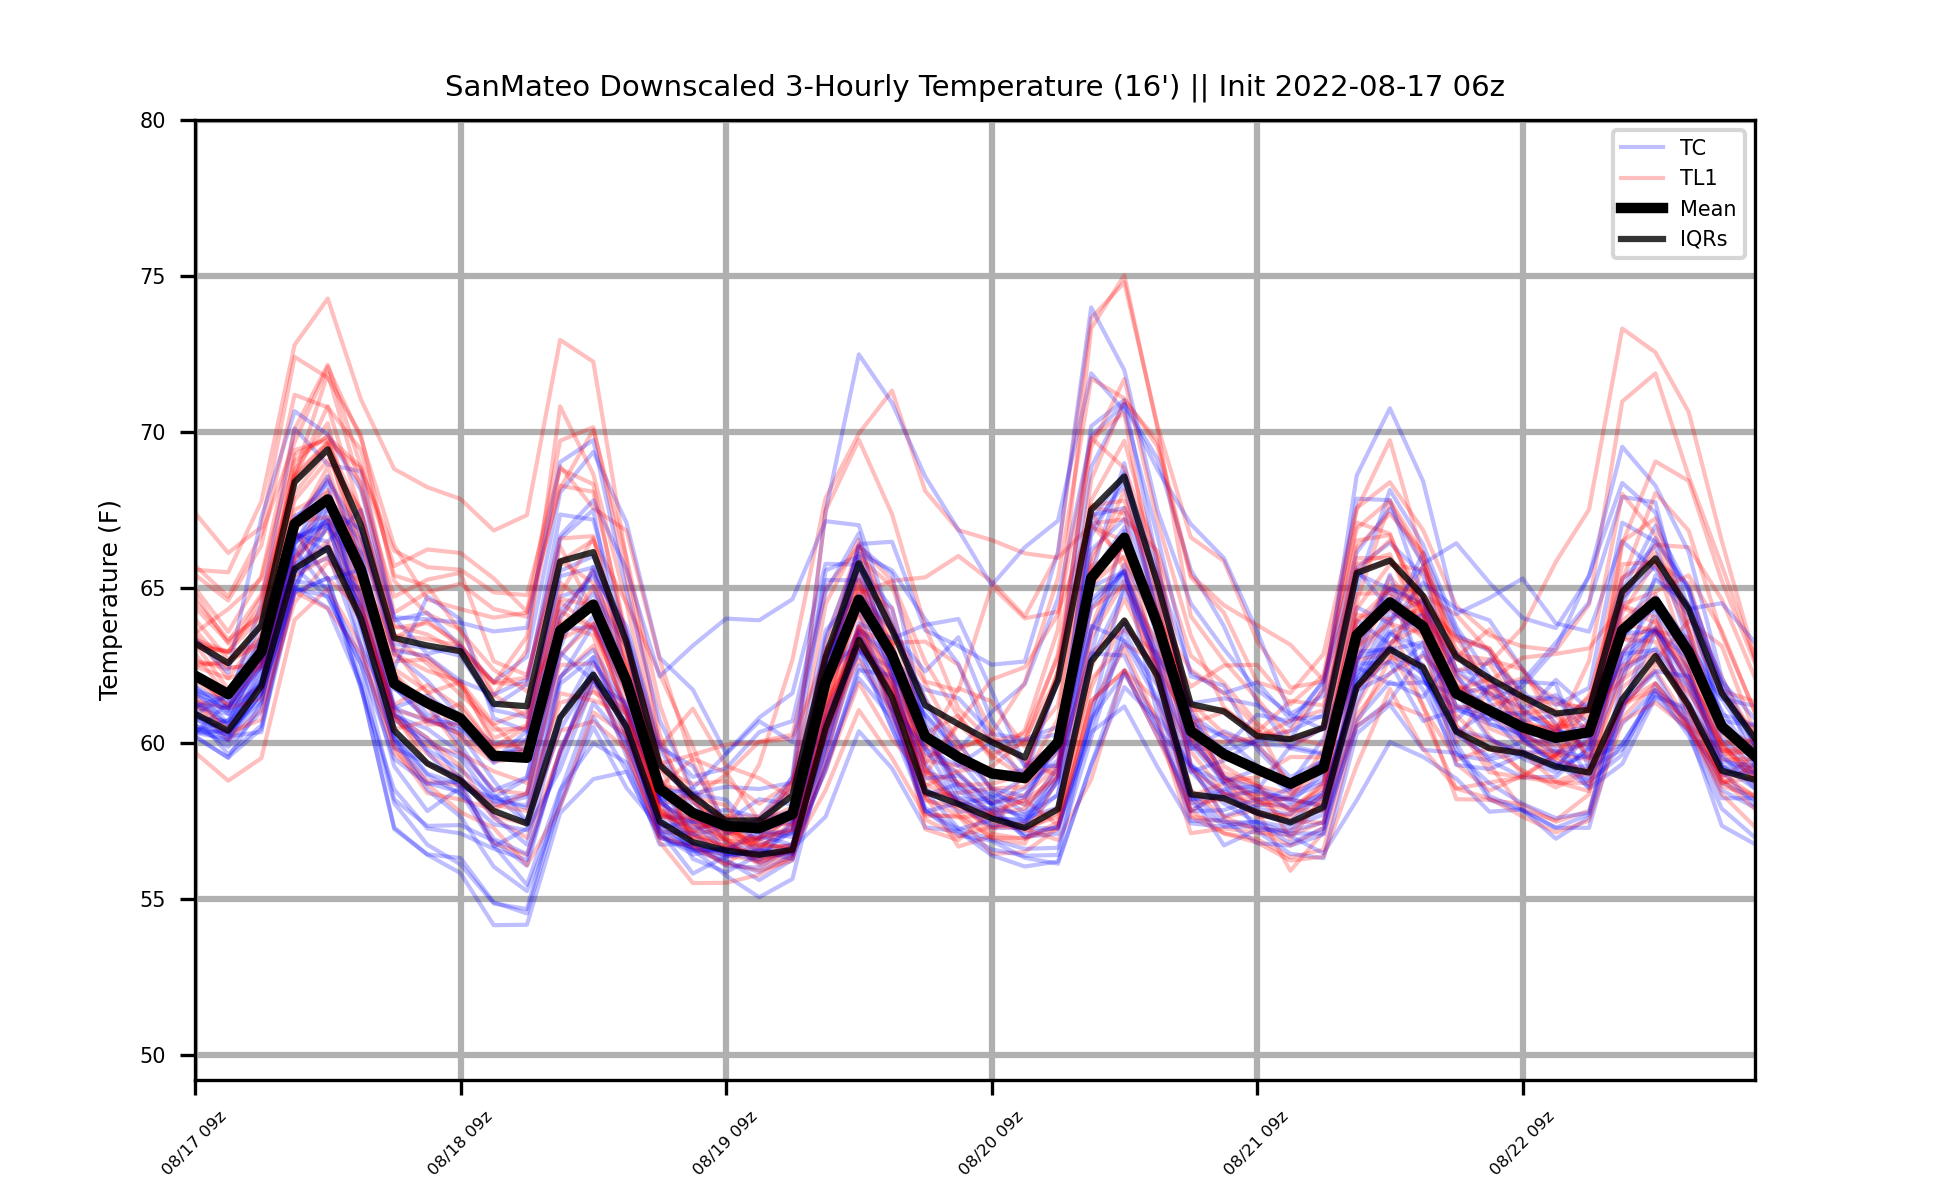 SanMateo Downscaled 3-Hourly Temperature (16') || Init 2022-08-17 06z
80
75
70
65
60
55
50
Temperature (F)
TC
TL1
Mean
IQRs
08/17 09z
08/18 09z
08/19 09z
08/20 09z
08/21 09z
08/22 09z